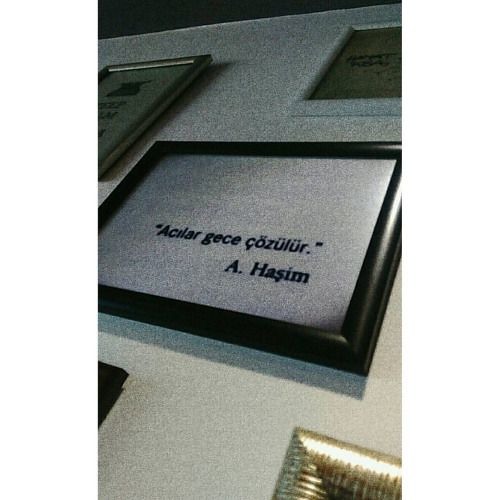 "Acılar gece çözülür."
A. Haşim